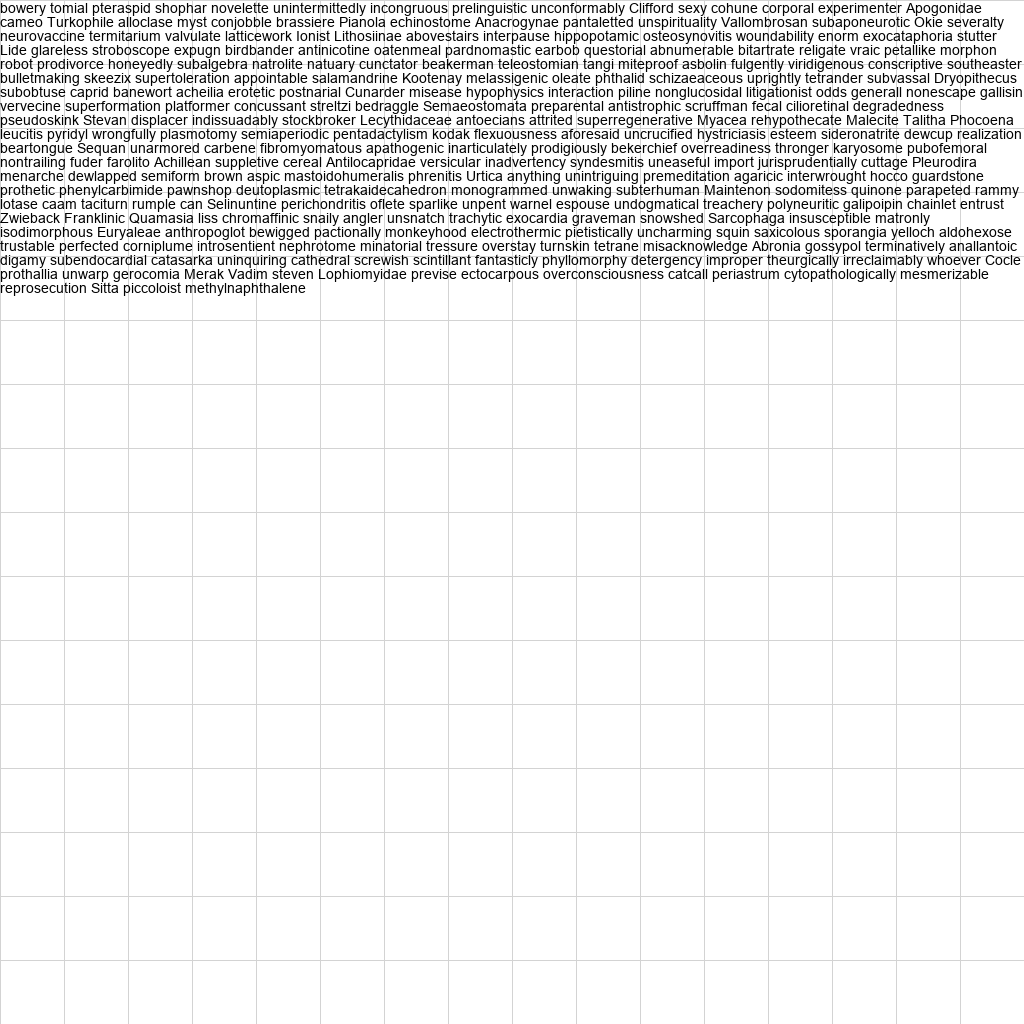 bowery tomial pteraspid shophar novelette unintermittedly incongruous prelinguistic unconformably Clifford sexy cohune corporal experimenter Apogonidae
cameo Turkophile alloclase myst conjobble brassiere Pianola echinostome Anacrogynae pantaletted unspirituality Vallombrosan subaponeurotic Okie severalty
neurovaccine termitarium valvulate latticework Ionist Lithosiinae abovestairs interpause hippopotamic osteosynovitis woundability enorm exocataphoria stutter
Lide glareless stroboscope expugn birdbander antinicotine oatenmeal pardnomastic earbob questorial abnumerable bitartrate religate vraic petallike morphon
robot prodivorce honeyedly subalgebra natrolite natuary cunctator beakerman teleostomian tangi miteproof asbolin fulgently viridigenous conscriptive southeaster
bulletmaking skeezix supertoleration appointable salamandrine Kootenay melassigenic oleate phthalid schizaeaceous uprightly tetrander subvassal Dryopithecus
subobtuse caprid banewort acheilia erotetic postnarial Cunarder misease hypophysics interaction piline nonglucosidal litigationist odds generall nonescape gallisin
vervecine superformation platformer concussant streltzi bedraggle Semaeostomata preparental antistrophic scruffman fecal cilioretinal degradedness
pseudoskink Stevan displacer indissuadably stockbroker Lecythidaceae antoecians attrited superregenerative Myacea rehypothecate Malecite Talitha Phocoena
leucitis pyridyl wrongfully plasmotomy semiaperiodic pentadactylism kodak flexuousness aforesaid uncrucified hystriciasis esteem sideronatrite dewcup realization
beartongue Sequan unarmored carbene fibromyomatous apathogenic inarticulately prodigiously bekerchief overreadiness thronger karyosome pubofemoral
nontrailing fuder farolito Achillean suppletive cereal Antilocapridae versicular inadvertency syndesmitis uneaseful import jurisprudentially cuttage Pleurodira
menarche dewlapped semiform brown aspic mastoidohumeralis phrenitis Urtica anything unintriguing premeditation agaricic interwrought hocco guardstone
prothetic phenylcarbimide pawnshop deutoplasmic tetrakaidecahedron monogrammed unwaking subterhuman Maintenon sodomitess quinone parapeted rammy
lotase caam taciturn rumple can Selinuntine perichondritis oflete sparlike unpent warnel espouse undogmatical treachery polyneuritic galipoipin chainlet entrust
Zwieback Franklinic Quamasia liss chromaffinic snaily angler unsnatch trachytic exocardia graveman snowshed Sarcophaga insusceptible matronly
isodimorphous Euryaleae anthropoglot bewigged pactionally monkeyhood electrothermic pietistically uncharming squin saxicolous sporangia yelloch aldohexose
trustable perfected corniplume introsentient nephrotome minatorial tressure overstay turnskin tetrane misacknowledge Abronia gossypol terminatively anallantoic
digamy subendocardial catasarka uninquiring cathedral screwish scintillant fantasticly phyllomorphy detergency improper theurgically irreclaimably whoever Cocle
prothallia unwarp gerocomia Merak Vadim steven Lophiomyidae previse ectocarpous overconsciousness catcall periastrum cytopathologically mesmerizable
reprosecution Sitta piccoloist methylnaphthalene